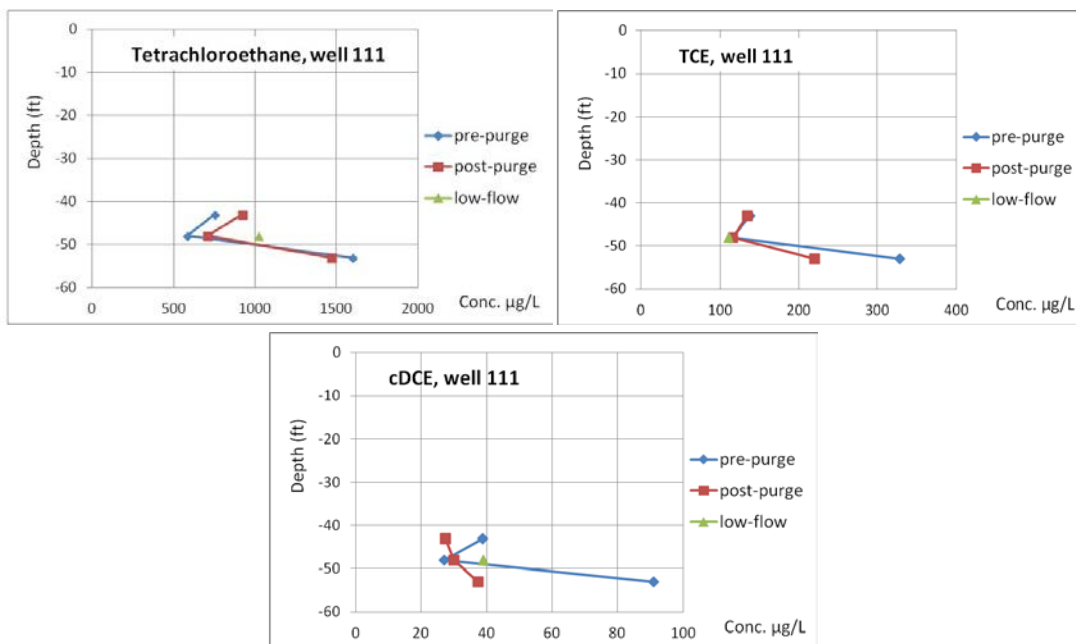 Tetrachloroethane, well 111
Depth (ft)
0
-10
-20
-30
-40
-50
-60
0
500
1000
1500
2000
Conc. µg/L
pre-purge
post-purge
low-flow
TCE, well 111
Depth (ft)
0
-10
-20
-30
-40
-50
-60
0
100
200
300
400
Conc. µg/L
pre-purge
post-purge
low-flow
cDCE, well 111
Depth (ft)
0
-10
-20
-30
-40
-50
-60
0
20
40
60
80
100
Conc. µg/L
pre-purge
post-purge
low-flow